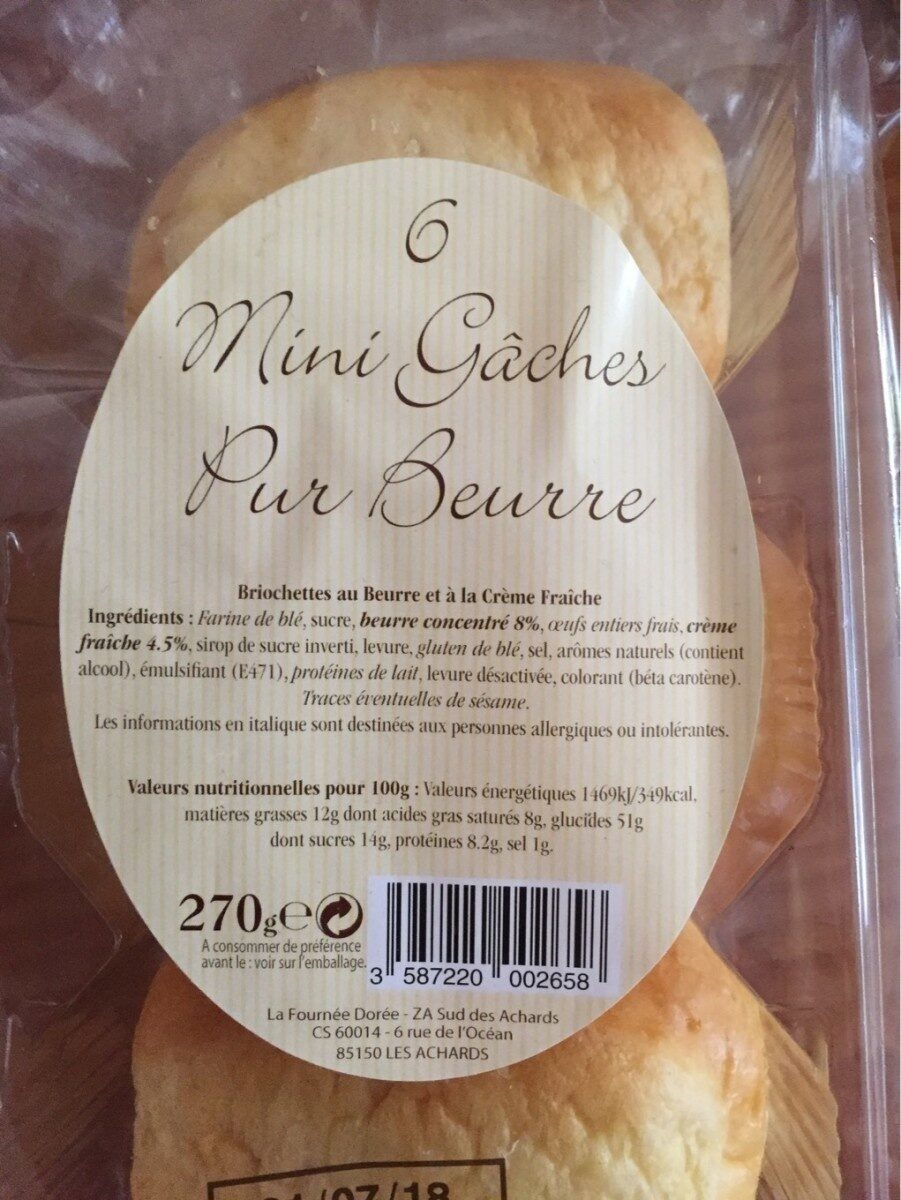 6
Mini Gâches
Pur Beurre
Briochettes au Beurre et à la Crème Fraîche
Ingrédients : Farine de blé, sucre, beurre concentré 8%, œufs entiers frais, crème
fraîche 4.5%, sirop de sucre inverti, levure, gluten de blé, sel, arômes naturels (contient
alcool), émulsifiant (E471), protéines de lait, levure désactivée, colorant (béta carotène).
Traces éventuelles de sésame.
Les informations en italique sont destinées aux personnes allergiques ou intolérantes.
Valeurs nutritionnelles pour 100g : Valeurs énergétiques 1469kJ/349kcal,
matières grasses 12g dont acides gras saturés 8g, glucides 51g
dont sucres 14g, protéines 8.2g, sel 1g.
270g℮
A consommer de préférence
avant le : voir sur l'emballage.
3 587220 002658
La Fournée Dorée - ZA Sud des Achards
CS 60014 - 6 rue de l'Océan
85150 LES ACHARDS
/07/18